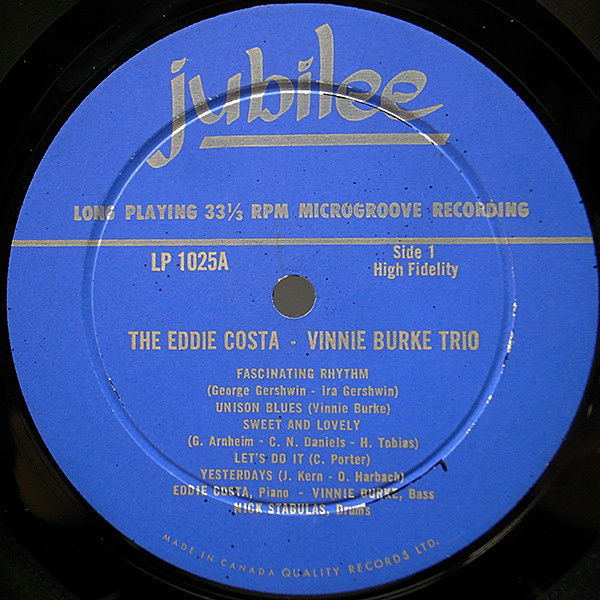 jubilee
LONG PLAYING 33⅓ RPM MICROGROOVE RECORDING
LP 1025A
Side 1
High Fidelity
THE EDDIE COSTA - VINNIE BURKE TRIO
FASCINATING RHYTHM
(George Gershwin - Ira Gershwin)
UNISON BLUES (Vinnie Burke)
SWEET AND LOVELY
(G. Arnheim - C. N. Daniels - H. Tobias)
LET'S DO IT (C. Porter)
YESTERDAYS (J. Kern - O. Harbach)
EDDIE COSTA, Piano - VINNIE BURKE, Bass
NICK STABULAS, Drums
MADE IN CANADA QUALITY RECORDS LTD.